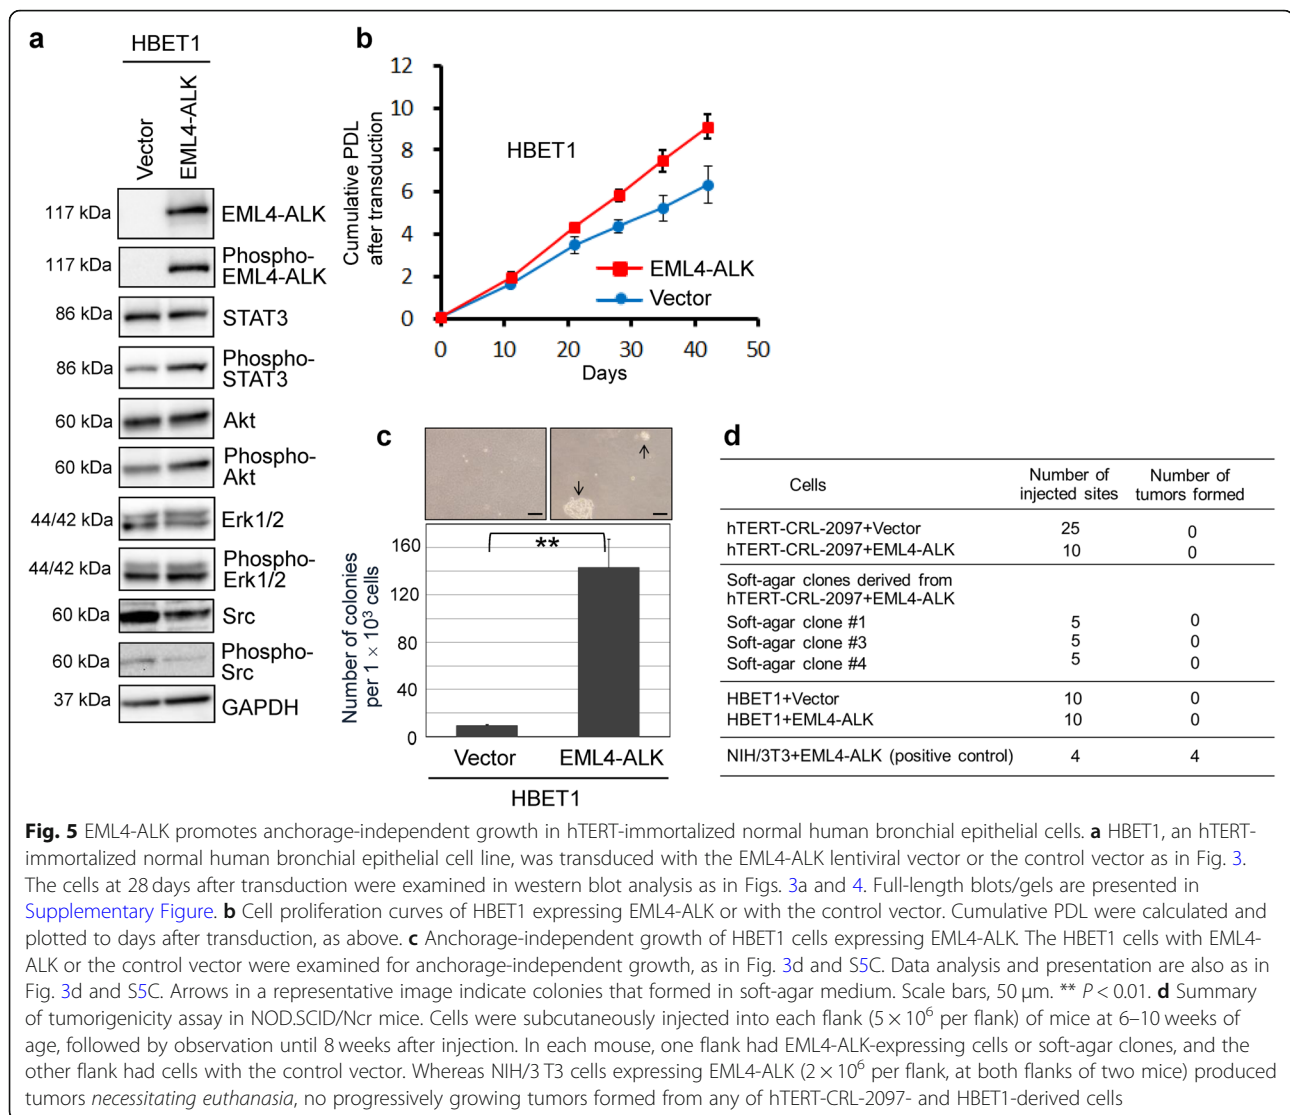 a
HBET1
Vector
EML4-ALK
117 kDa
EML4-ALK
117 kDa
Phospho-
EML4-ALK
86 kDa
STAT3
86 kDa
Phospho-
STAT3
60 kDa
Akt
60 kDa
Phospho-
Akt
44/42 kDa
Erk1/2
44/42 kDa
Phospho-
Erk1/2
60 kDa
Src
60 kDa
Phospho-
Src
37 kDa
GAPDH
b
Cumulative PDL
after transduction
12
10
8
6
4
2
0
HBET1
EML4-ALK
Vector
0 10 20 30 40 50
Days
c
Number of colonies
per 1 × 10³ cells
160
120
80
40
0
**
Vector EML4-ALK
HBET1
d
Cells Number of injected sites Number of tumors formed
hTERT-CRL-2097+Vector 25 0
hTERT-CRL-2097+EML4-ALK 10 0
Soft-agar clones derived from
hTERT-CRL-2097+EML4-ALK
Soft-agar clone #1 5 0
Soft-agar clone #3 5 0
Soft-agar clone #4 5 0
HBET1+Vector 10 0
HBET1+EML4-ALK 10 0
NIH/3T3+EML4-ALK (positive control) 4 4
Fig. 5 EML4-ALK promotes anchorage-independent growth in hTERT-immortalized normal human bronchial epithelial cells. a HBET1, an hTERT-
immortalized normal human bronchial epithelial cell line, was transduced with the EML4-ALK lentiviral vector or the control vector as in Fig. 3.
The cells at 28 days after transduction were examined in western blot analysis as in Figs. 3a and 4. Full-length blots/gels are presented in
Supplementary Figure. b Cell proliferation curves of HBET1 expressing EML4-ALK or with the control vector. Cumulative PDL were calculated and
plotted to days after transduction, as above. c Anchorage-independent growth of HBET1 cells expressing EML4-ALK. The HBET1 cells with EML4-
ALK or the control vector were examined for anchorage-independent growth, as in Fig. 3d and S5C. Data analysis and presentation are also as in
Fig. 3d and S5C. Arrows in a representative image indicate colonies that formed in soft-agar medium. Scale bars, 50 μm. ** P < 0.01. d Summary
of tumorigenicity assay in NOD.SCID/Ncr mice. Cells were subcutaneously injected into each flank (5 × 10⁶ per flank) of mice at 6–10 weeks of
age, followed by observation until 8 weeks after injection. In each mouse, one flank had EML4-ALK-expressing cells or soft-agar clones, and the
other flank had cells with the control vector. Whereas NIH/3 T3 cells expressing EML4-ALK (2 × 10⁶ per flank, at both flanks of two mice) produced
tumors necessitating euthanasia, no progressively growing tumors formed from any of hTERT-CRL-2097- and HBET1-derived cells